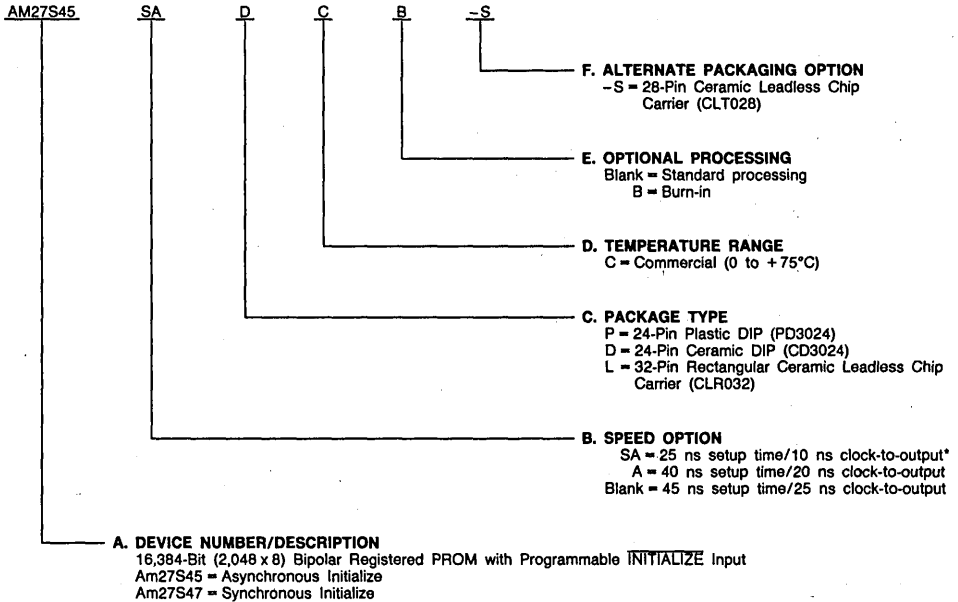 AM27S45 SA D C B -S
F. ALTERNATE PACKAGING OPTION
-S = 28-Pin Ceramic Leadless Chip
Carrier (CLT028)
E. OPTIONAL PROCESSING
Blank = Standard processing
B = Burn-in
D. TEMPERATURE RANGE
C = Commercial (0 to +75°C)
C. PACKAGE TYPE
P = 24-Pin Plastic DIP (PD3024)
D = 24-Pin Ceramic DIP (CD3024)
L = 32-Pin Rectangular Ceramic Leadless Chip
Carrier (CLR032)
B. SPEED OPTION
SA = 25 ns setup time/10 ns clock-to-output*
A = 40 ns setup time/20 ns clock-to-output
Blank = 45 ns setup time/25 ns clock-to-output
A. DEVICE NUMBER/DESCRIPTION
16,384-Bit (2,048 x 8) Bipolar Registered PROM with Programmable INITIALIZE Input
Am27S45 = Asynchronous Initialize
Am27S47 = Synchronous Initialize